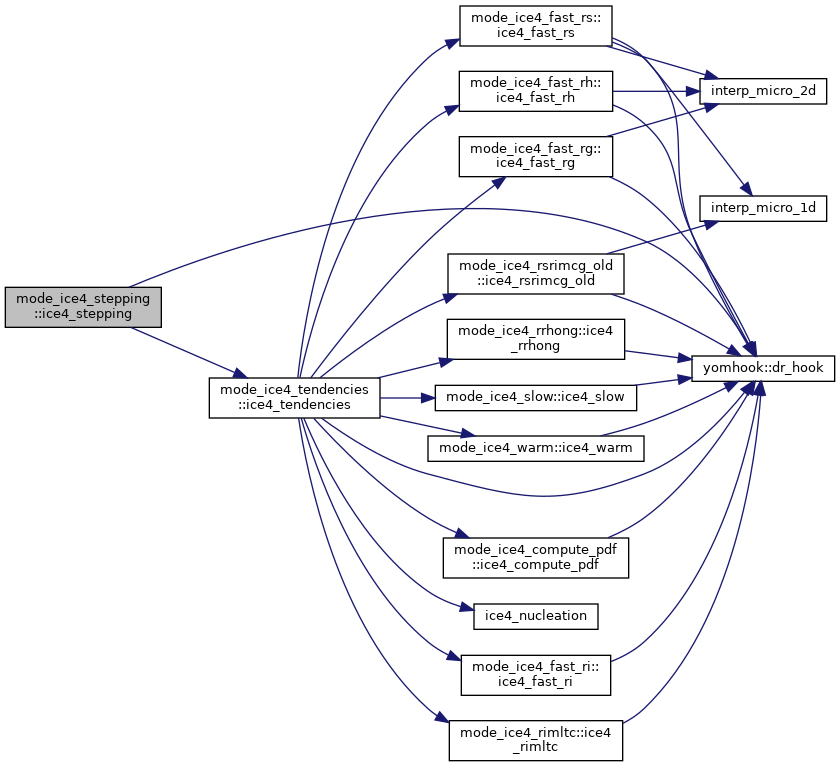 mode_ice4_stepping
::ice4_stepping
mode_ice4_tendencies
::ice4_tendencies
mode_ice4_fast_rs::
ice4_fast_rs
mode_ice4_fast_rh::
ice4_fast_rh
mode_ice4_fast_rg::
ice4_fast_rg
mode_ice4_rsrimcg_old
::ice4_rsrimcg_old
mode_ice4_rrhong::ice4
_rrhong
mode_ice4_slow::ice4_slow
mode_ice4_warm::ice4_warm
mode_ice4_compute_pdf
::ice4_compute_pdf
ice4_nucleation
mode_ice4_fast_ri::
ice4_fast_ri
mode_ice4_rimltc::ice4
_rimltc
interp_micro_2d
interp_micro_1d
yomhook::dr_hook